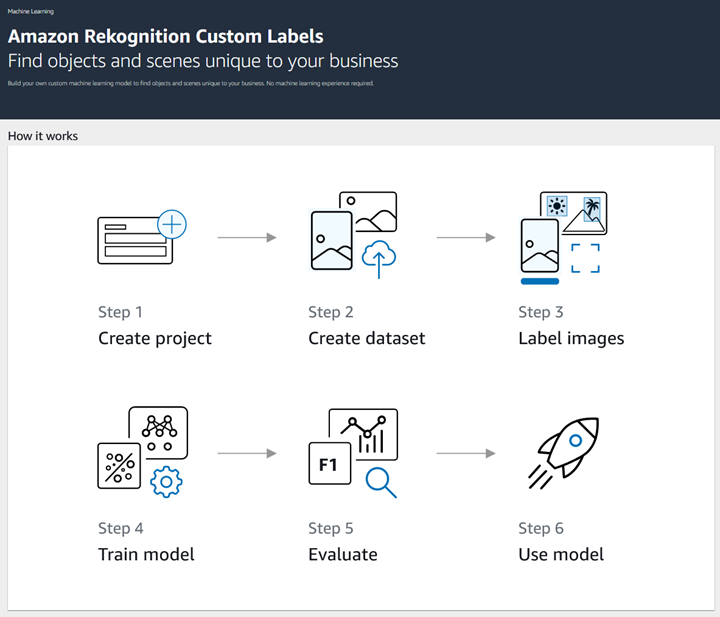 Machine Learning
Amazon Rekognition Custom Labels
Find objects and scenes unique to your business
Build your own custom machine learning model to find objects and scenes unique to your business. No machine learning experience required.
How it works
Step 1
Create project
Step 2
Create dataset
Step 3
Label images
Step 4
Train model
F1
Step 5
Evaluate
Step 6
Use model